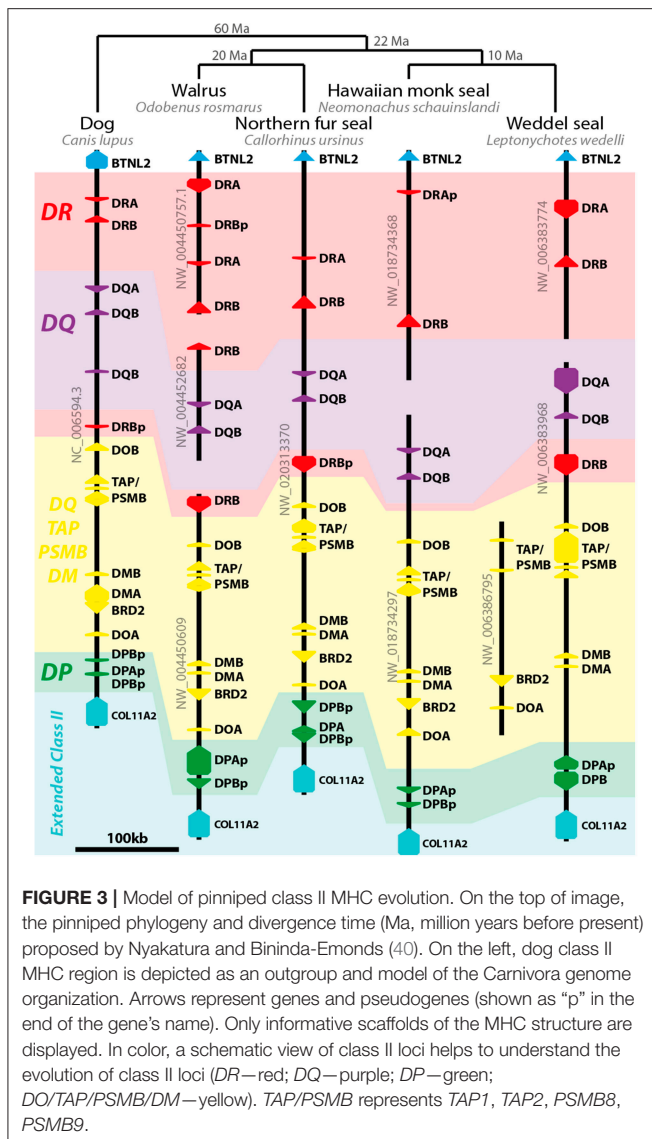 60 Ma
22 Ma
20 Ma
10 Ma
Walrus
Odobenus rosmarus
Hawaiian monk seal
Neomonachus schauinslandi
Dog
Canis lupus
Northern fur seal
Callorhinus ursinus
Weddel seal
Leptonychotes wedelli
DR
DQ
DQ
TAP
PSMB
DM
DP
Extended Class II
BTNL2
DRA
DRB
DQA
DQB
DQB
DRBp
DOB
TAP/
PSMB
DMB
DMA
BRD2
DOA
DPBp
DPAp
DPBp
COL11A2
NC_006594.3
100kb
BTNL2
DRA
DRBp
DRA
DRB
DRB
DQA
DQB
DRB
DOB
TAP/
PSMB
DMB
DMA
BRD2
DOA
DPAp
DPBp
COL11A2
NW_004450757.1
NW_004452682
NW_004450609
BTNL2
DRA
DRB
DQA
DQB
DRBp
DOB
TAP/
PSMB
DMB
DMA
BRD2
DOA
DPBp
DPA
DPBp
COL11A2
NW_020313370
BTNL2
DRAp
DRB
DQA
DQB
DOB
TAP/
PSMB
DMB
DMA
BRD2
DOA
DPAp
DPBp
COL11A2
NW_018734368
NW_018734297
TAP/
PSMB
BRD2
DOA
NW_006386795
BTNL2
DRA
DRB
DQA
DQB
DRB
DOB
TAP/
PSMB
DMB
DMA
DPAp
DPB
COL11A2
NW_006383774
NW_006383968
FIGURE 3 | Model of pinniped class II MHC evolution. On the top of image,
the pinniped phylogeny and divergence time (Ma, million years before present)
proposed by Nyakatura and Bininda-Emonds (40). On the left, dog class II
MHC region is depicted as an outgroup and model of the Carnivora genome
organization. Arrows represent genes and pseudogenes (shown as "p" in the
end of the gene's name). Only informative scaffolds of the MHC structure are
displayed. In color, a schematic view of class II loci helps to understand the
evolution of class II loci (DR—red; DQ—purple; DP—green;
DO/TAP/PSMB/DM—yellow). TAP/PSMB represents TAP1, TAP2, PSMB8,
PSMB9.